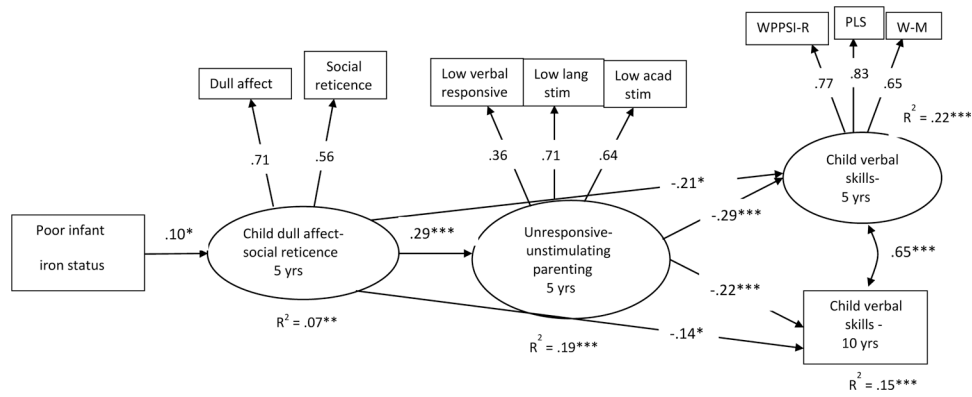 WPPSI-R
PLS
W-M
Dull affect
Social
reticence
Low verbal
responsive
Low lang
stim
Low acad
stim
.77
.83
.65
R² = .22***
.71
.56
.36
.71
.64
Child verbal
skills-
5 yrs
-.21*
Poor infant
iron status
.10*
Child dull affect-
social reticence
5 yrs
.29***
Unresponsive-
unstimulating
parenting
5 yrs
-.29***
.65***
-.22***
-.14*
Child verbal
skills -
10 yrs
R² = .07**
R² = .19***
R² = .15***